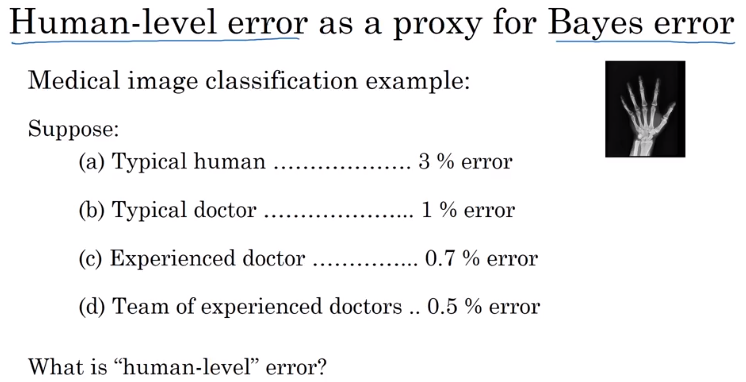 Human-level error as a proxy for Bayes error
Medical image classification example:
Suppose:
(a) Typical human ................... 3 % error
(b) Typical doctor ..................... 1 % error
(c) Experienced doctor ............... 0.7 % error
(d) Team of experienced doctors .. 0.5 % error
What is “human-level” error?